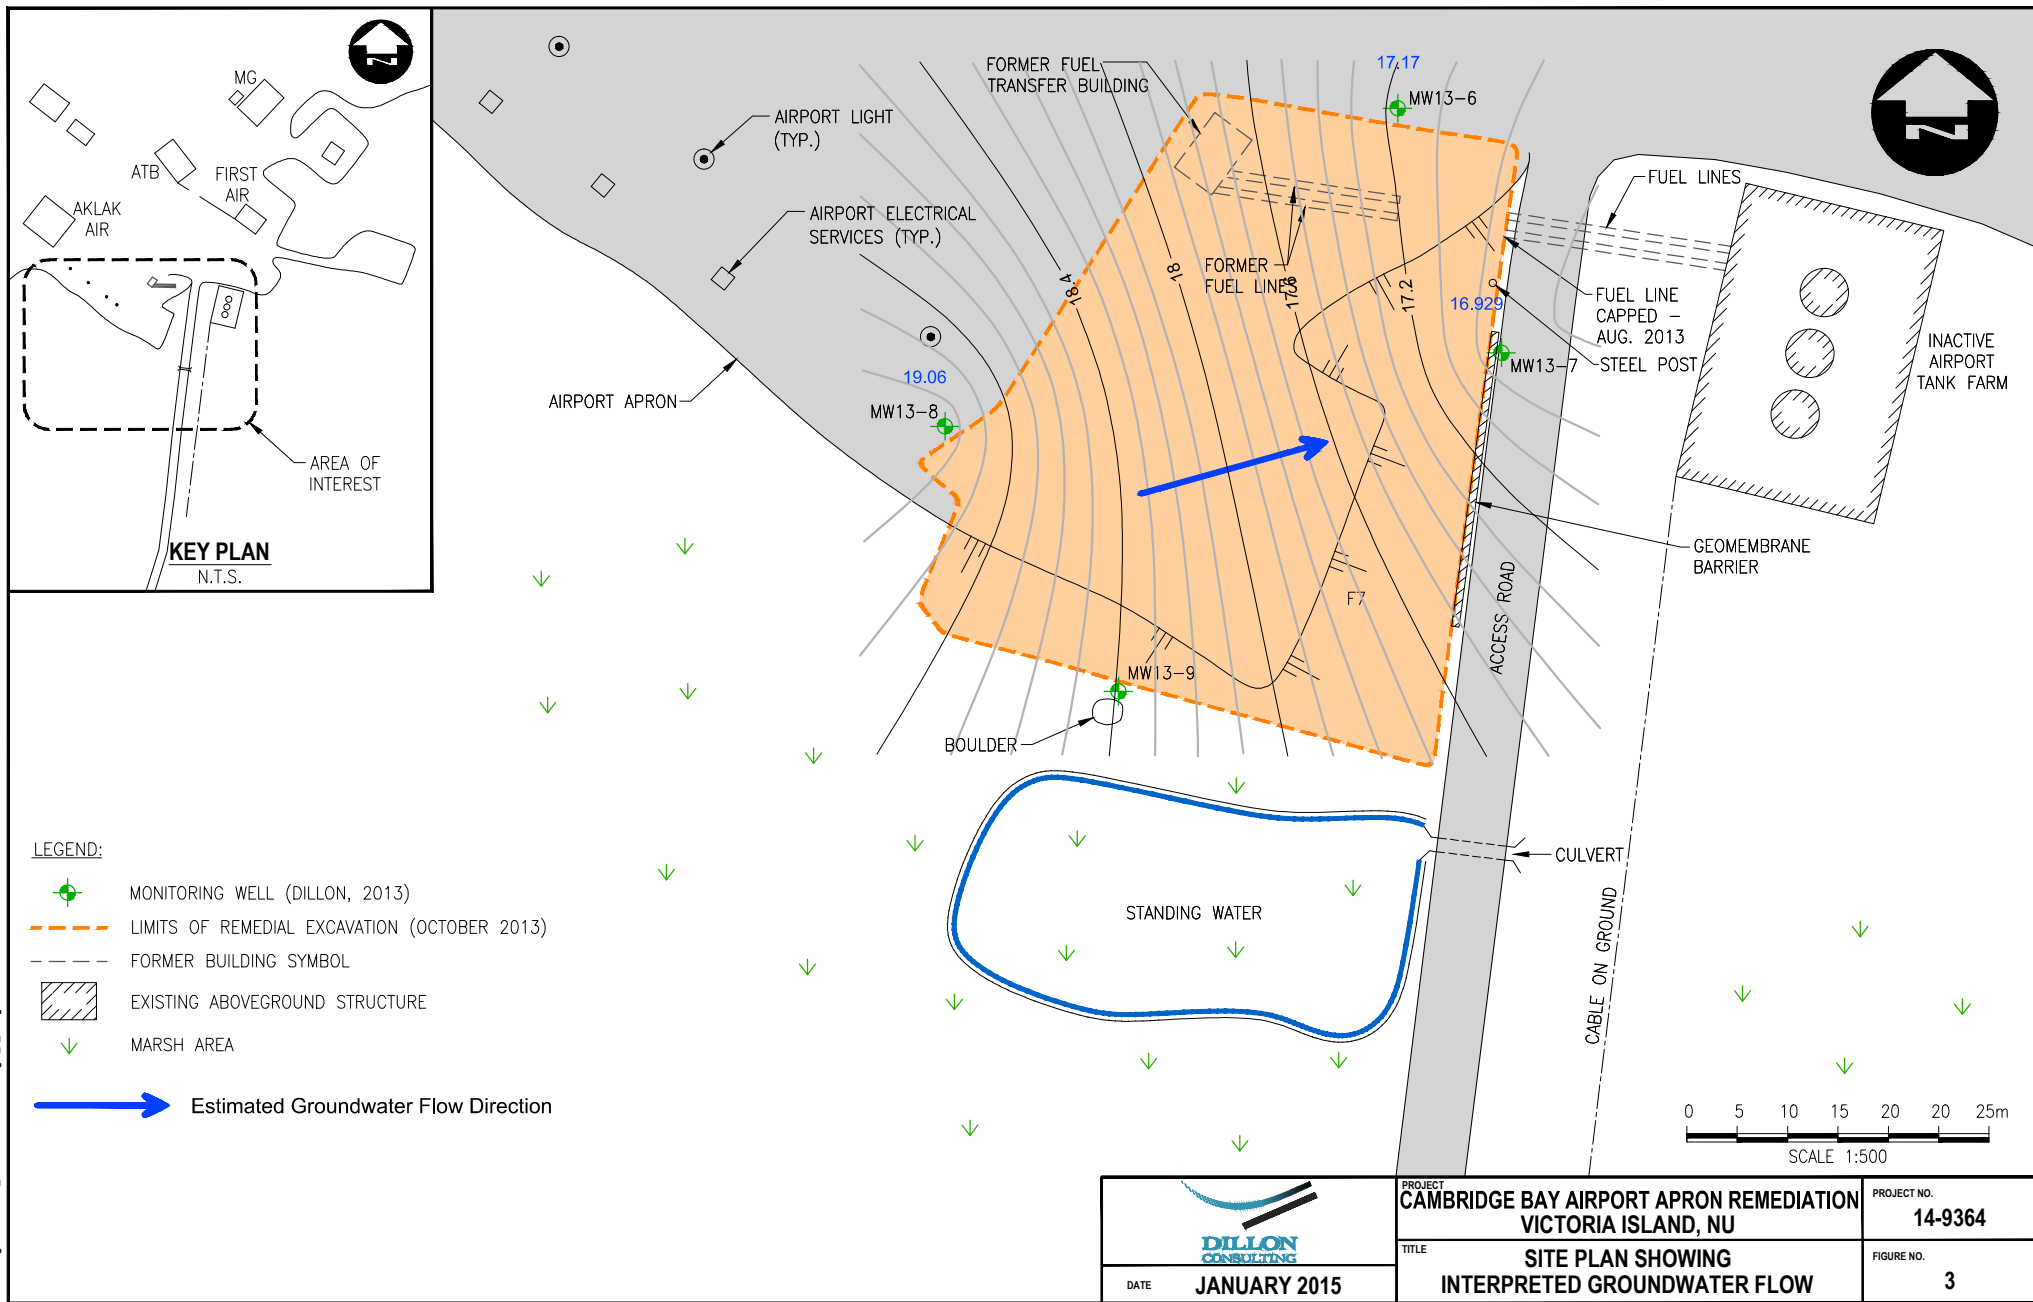 MG
ATB
FIRST
AIR
AKLAK
AIR
AREA OF
INTEREST
KEY PLAN
N.T.S.
N
N
FORMER FUEL
TRANSFER BUILDING
17.17
MW13-6
AIRPORT LIGHT
(TYP.)
FUEL LINES
AIRPORT ELECTRICAL
SERVICES (TYP.)
FORMER
FUEL LINES
18.4
18
17.6
17.2
16.929
FUEL LINE
CAPPED -
AUG. 2013
STEEL POST
MW13-7
INACTIVE
AIRPORT
TANK FARM
19.06
MW13-8
AIRPORT APRON
GEOMEMBRANE
BARRIER
F7
ACCESS ROAD
MW13-9
BOULDER
CULVERT
STANDING WATER
CABLE ON GROUND
LEGEND:
MONITORING WELL (DILLON, 2013)
LIMITS OF REMEDIAL EXCAVATION (OCTOBER 2013)
FORMER BUILDING SYMBOL
EXISTING ABOVEGROUND STRUCTURE
MARSH AREA
Estimated Groundwater Flow Direction
0 5 10 15 20 20 25m
SCALE 1:500
DILLON
CONSULTING
DATE JANUARY 2015
PROJECT
CAMBRIDGE BAY AIRPORT APRON REMEDIATION
VICTORIA ISLAND, NU
PROJECT NO.
14-9364
TITLE
SITE PLAN SHOWING
INTERPRETED GROUNDWATER FLOW
FIGURE NO.
3